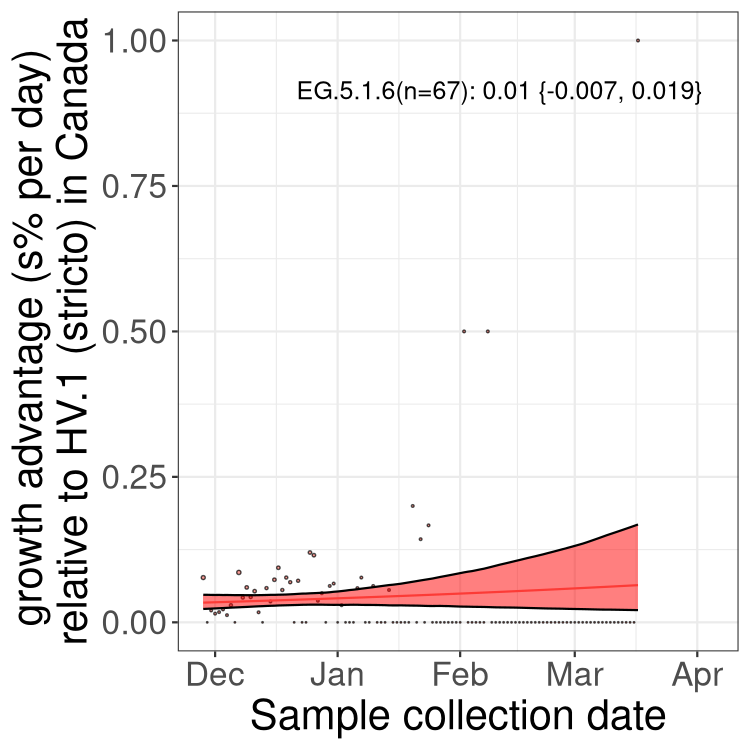 growth advantage (s% per day)
relative to HV.1 (stricto) in Canada
1.00
0.75
0.50
0.25
0.00
EG.5.1.6(n=67): 0.01 {-0.007, 0.019}
Dec Jan Feb Mar Apr
Sample collection date